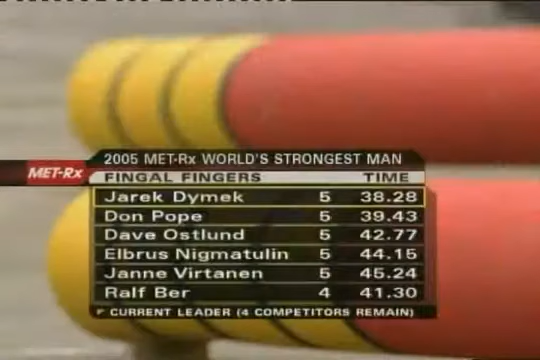 2005 MET-Rx WORLD'S STRONGEST MAN
MET-Rx
FINGAL FINGERS TIME
Jarek Dymek 5 38.28
Don Pope 5 39.43
Dave Ostlund 5 42.77
Elbrus Nigmatulin 5 44.15
Janne Virtanen 5 45.24
Ralf Ber 4 41.30
CURRENT LEADER (4 COMPETITORS REMAIN)